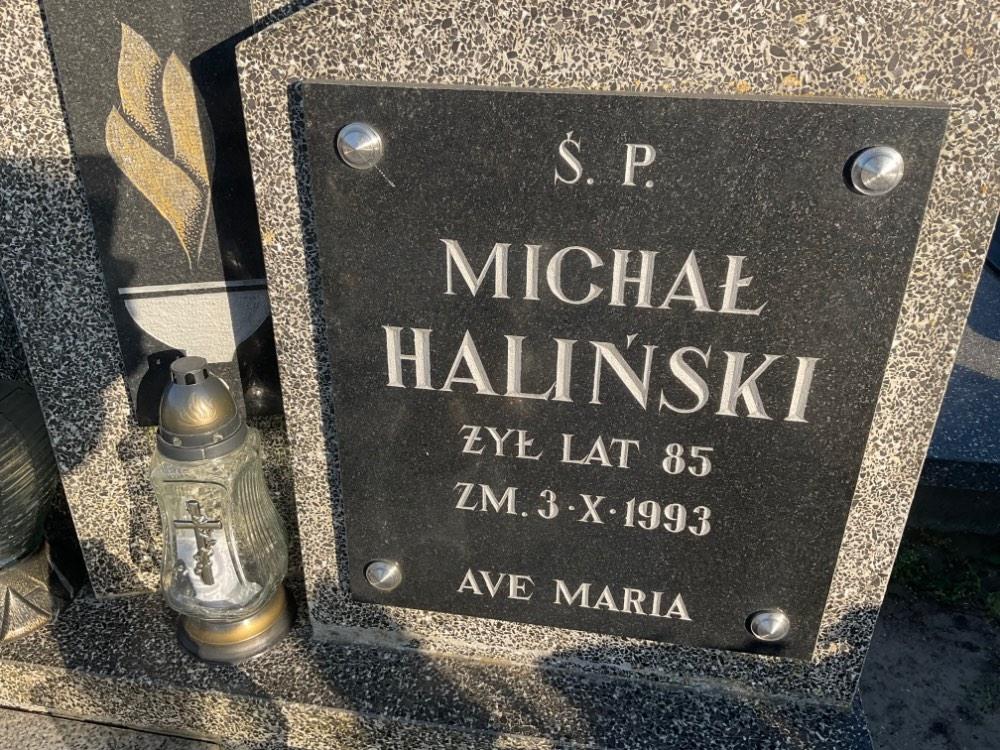 Ś. P.
MICHAŁ
HALIŃSKI
ŻYŁ LAT 85
ZM. 3·X·1993
AVE MARIA